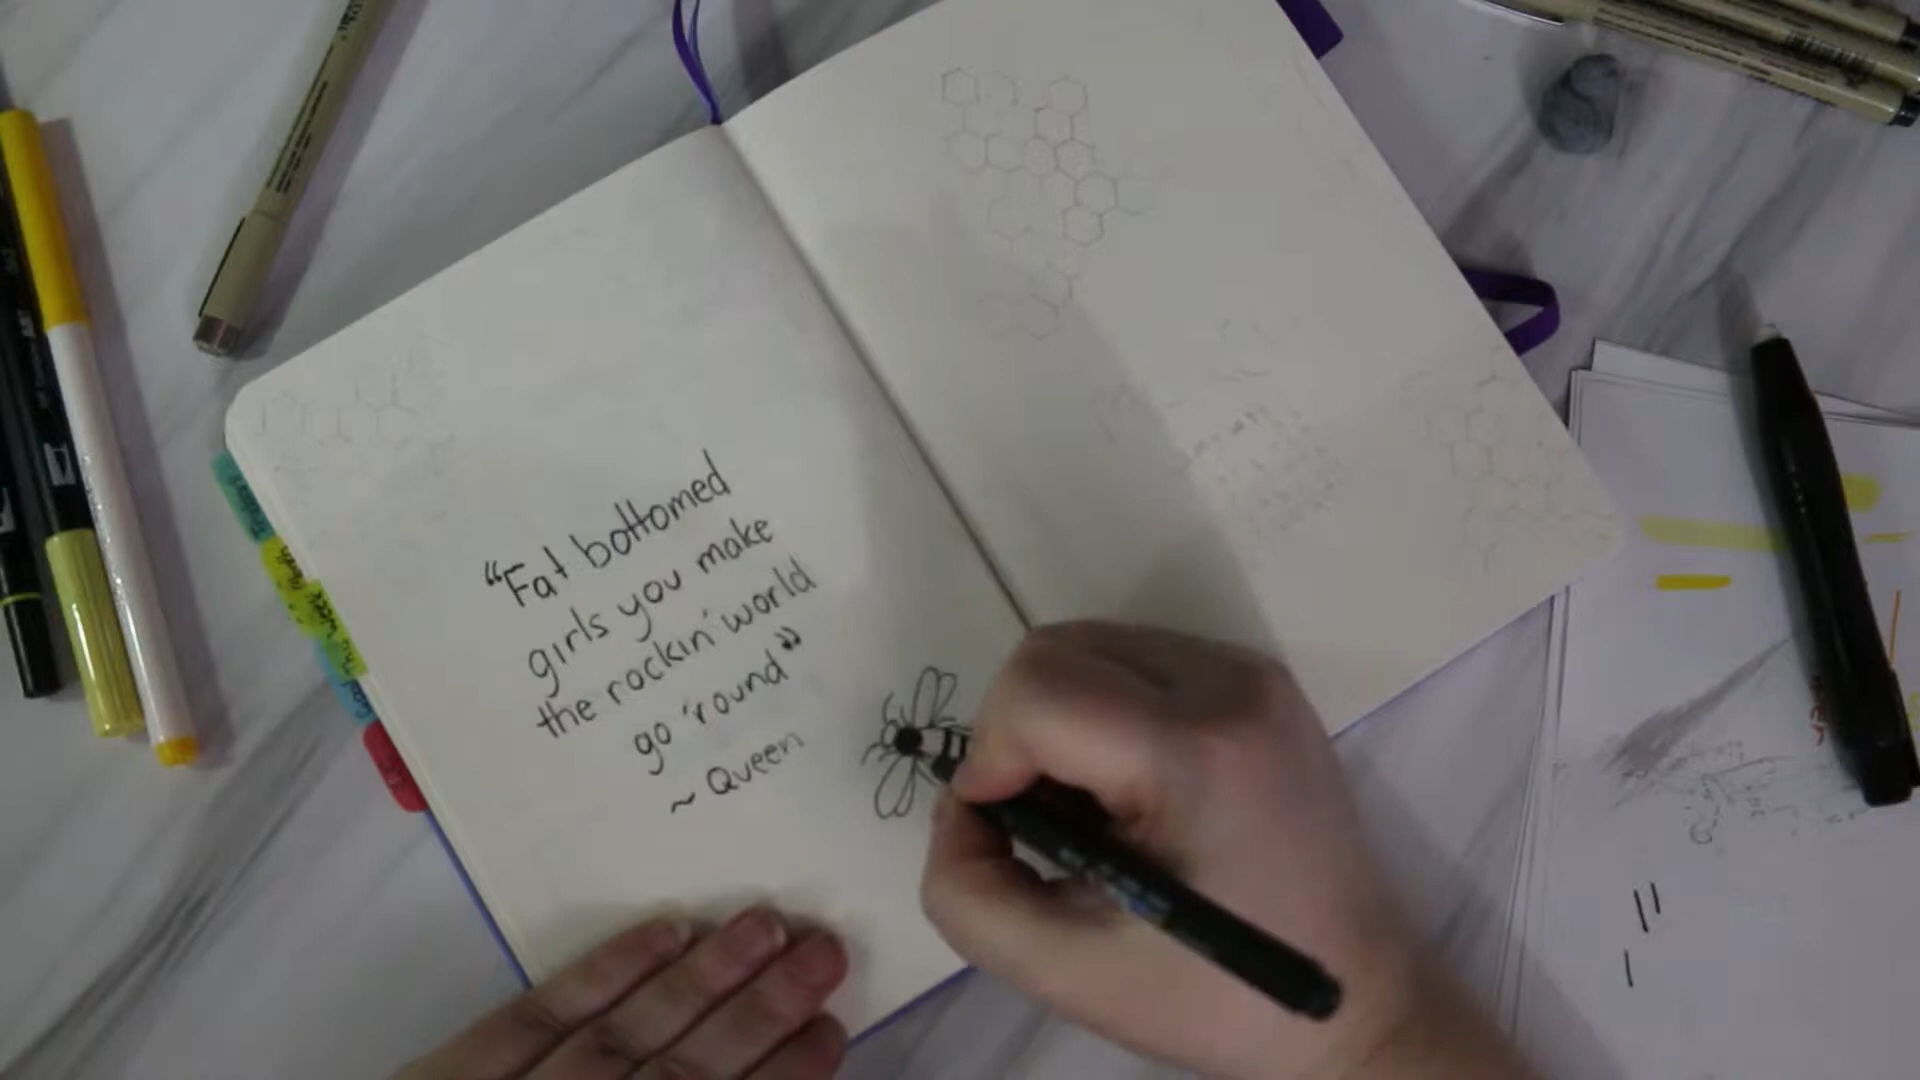 “Fat bottomed
girls you make
the rockin' world
go 'round”
~ Queen